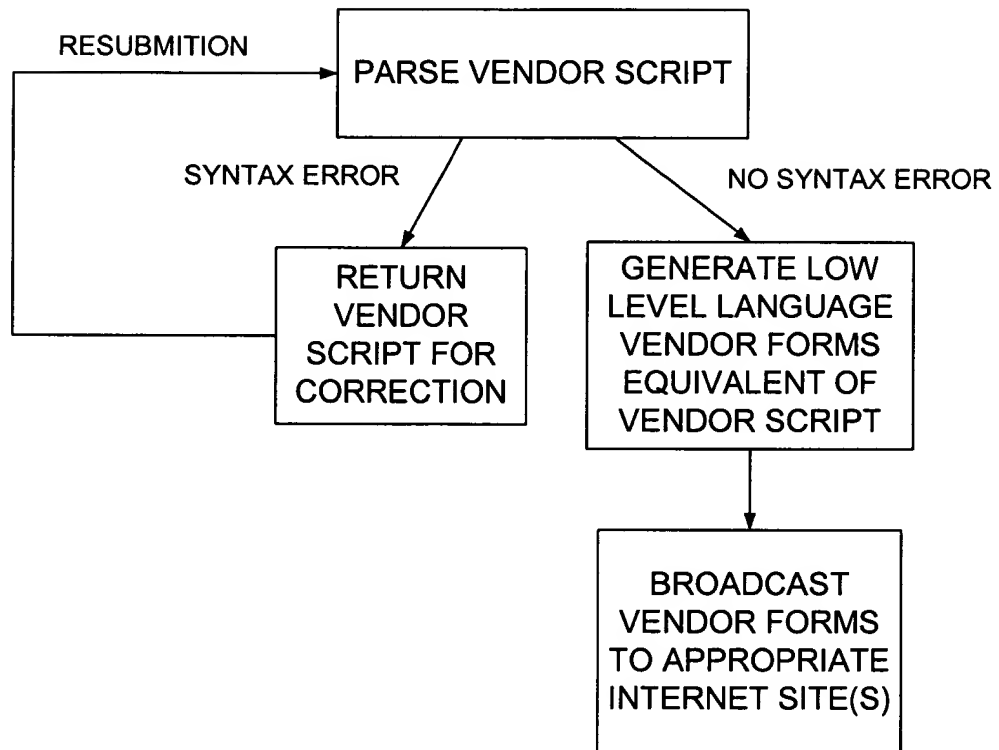 RESUBMITION
PARSE VENDOR SCRIPT
SYNTAX ERROR
NO SYNTAX ERROR
RETURN
VENDOR
SCRIPT FOR
CORRECTION
GENERATE LOW
LEVEL LANGUAGE
VENDOR FORMS
EQUIVALENT OF
VENDOR SCRIPT
BROADCAST
VENDOR FORMS
TO APPROPRIATE
INTERNET SITE(S)